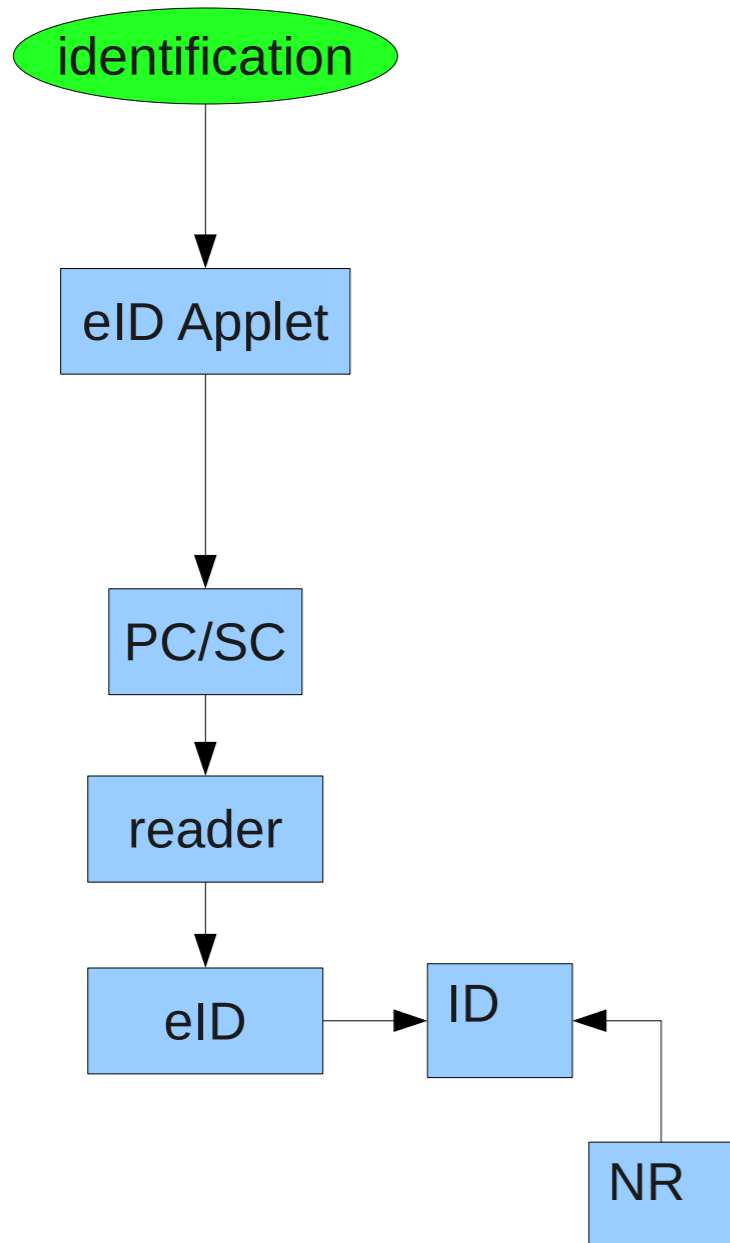 identification
eID Applet
PC/SC
reader
eID
ID
NR